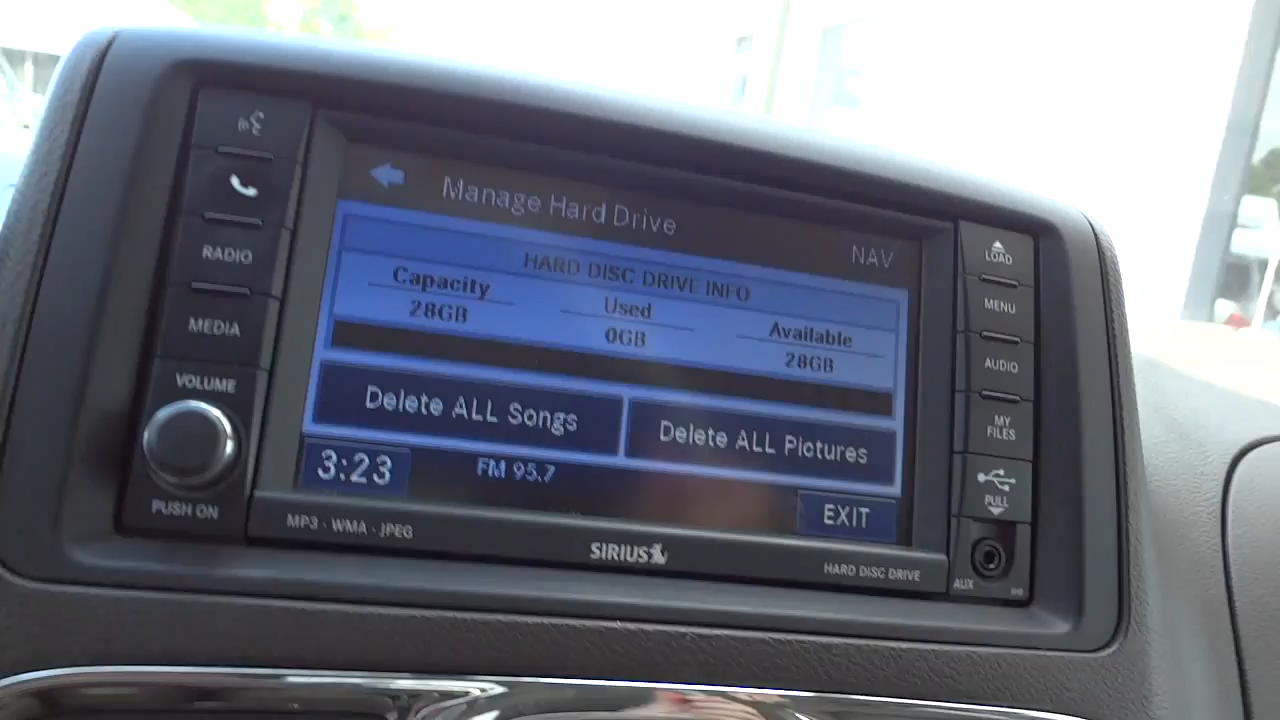 Manage Hard Drive
NAV
HARD DISC DRIVE INFO
Capacity Used Available
28GB 0GB 28GB
Delete ALL Songs
Delete ALL Pictures
3:23
FM 95.7
EXIT
RADIO
MEDIA
VOLUME
PUSH ON
LOAD
MENU
AUDIO
MY
FILES
PULL
AUX
MP3 - WMA - JPEG
SIRIUS
HARD DISC DRIVE